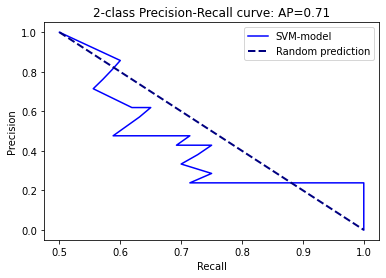 2-class Precision-Recall curve: AP=0.71
SVM-model
Random prediction
Precision
1.0
0.8
0.6
0.4
0.2
0.0
0.5 0.6 0.7 0.8 0.9 1.0
Recall